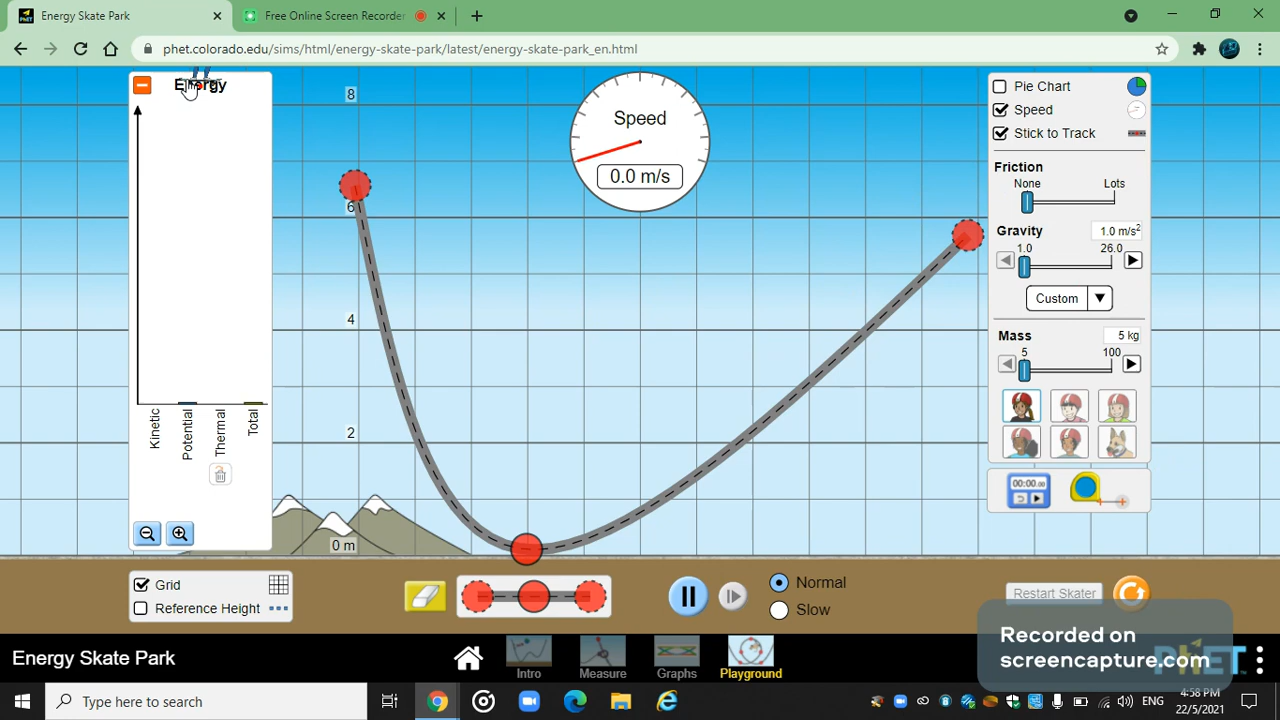 Energy Skate Park
Free Online Screen Recorder
phet.colorado.edu/sims/html/energy-skate-park/latest/energy-skate-park_en.html
Energy
Kinetic
Potential
Thermal
Total
8
6
4
2
0 m
Speed
0.0 m/s
Pie Chart
Speed
Stick to Track
Friction
None Lots
Gravity 1.0 m/s²
1.0 26.0
Custom
Mass 5 kg
5 100
00:00.00
Grid
Reference Height
Normal
Slow
Restart Skater
Recorded on
screencapture.com
PhET
Energy Skate Park
Intro
Measure
Graphs
Playground
Type here to search
ENG
4:58 PM
22/5/2021